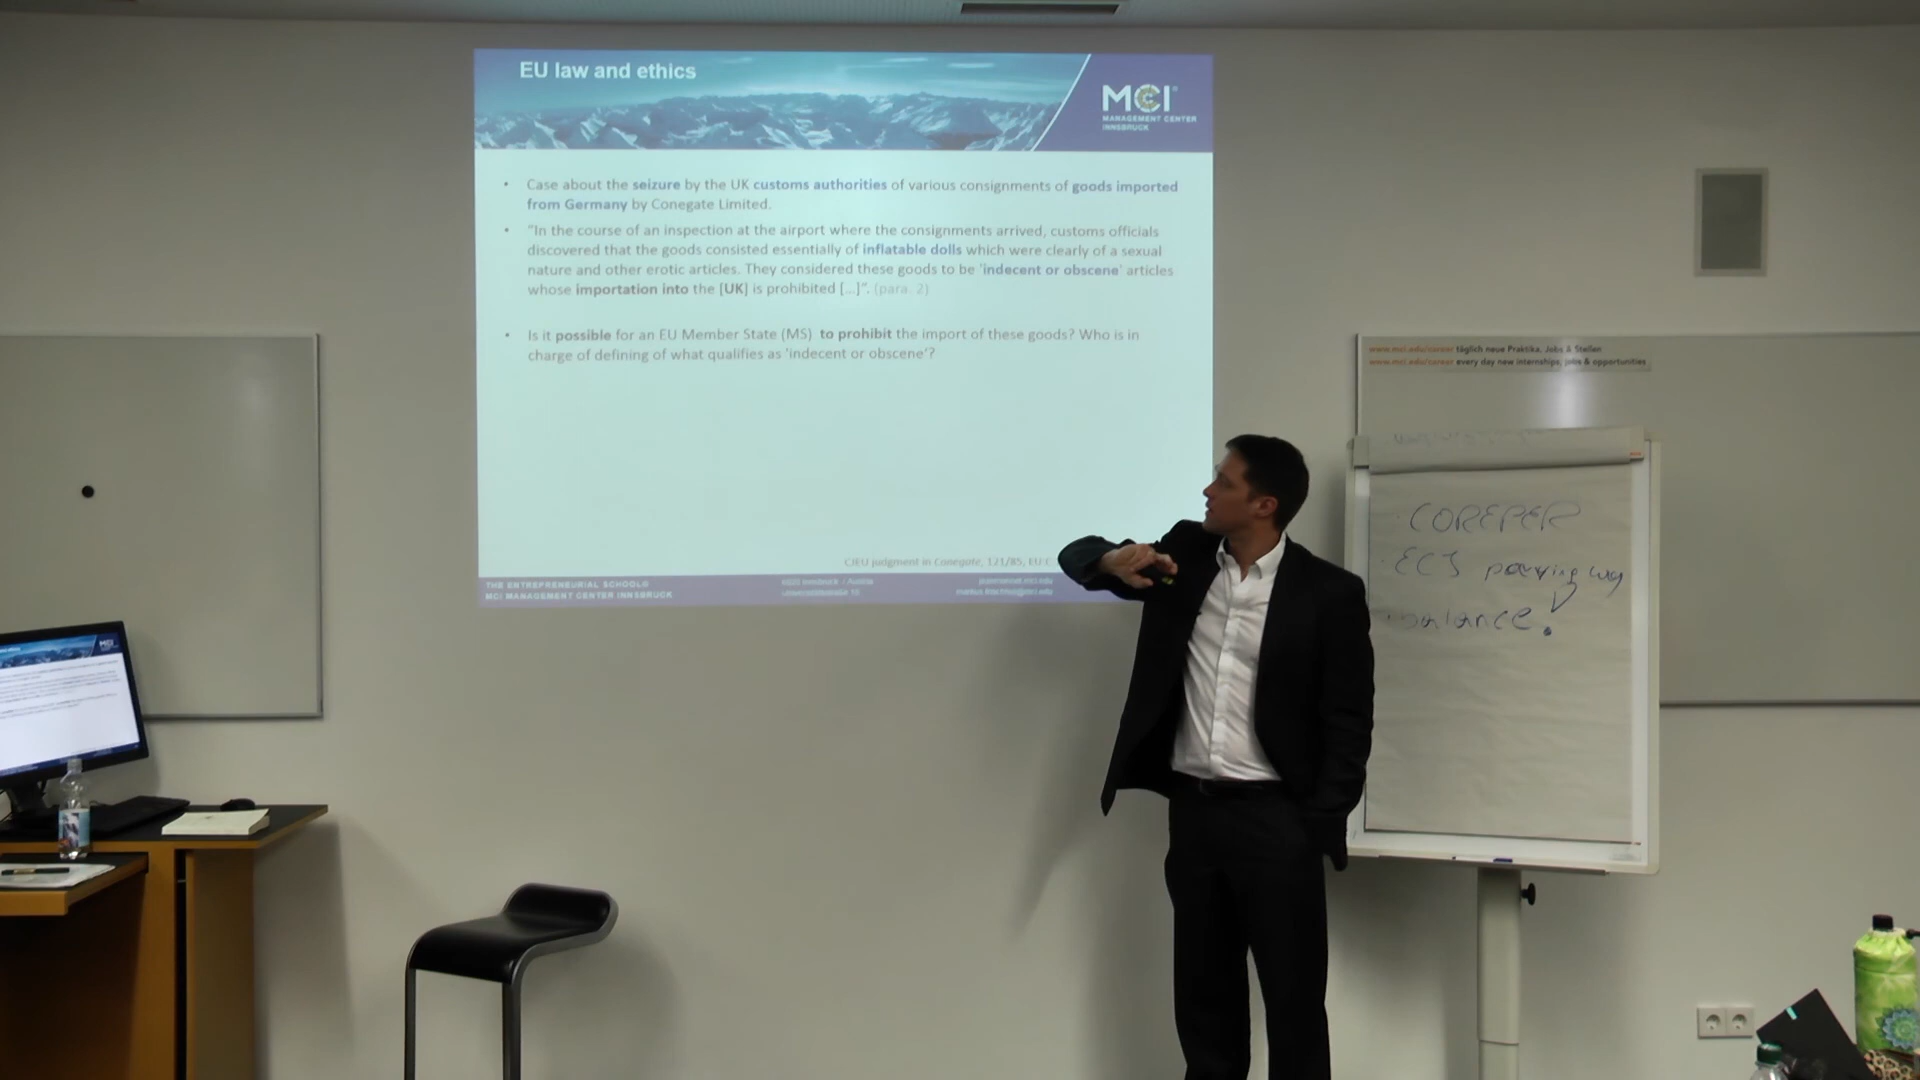 EU law and ethics
MCI
MANAGEMENT CENTER
INNSBRUCK
• Case about the seizure by the UK customs authorities of various consignments of goods imported
from Germany by Conegate Limited.
• "In the course of an inspection at the airport where the consignments arrived, customs officials
discovered that the goods consisted essentially of inflatable dolls which were clearly of a sexual
nature and other erotic articles. They considered these goods to be 'indecent or obscene' articles
whose importation into the [UK] is prohibited [...]". (para. 2)
• Is it possible for an EU Member State (MS) to prohibit the import of these goods? Who is in
charge of defining of what qualifies as 'indecent or obscene'?
CJEU judgment in Conegate, 121/85, EU:C
THE ENTREPRENEURIAL SCHOOL®
MCI MANAGEMENT CENTER INNSBRUCK
6020 Innsbruck / Austria
Universitätsstraße 15
www.mci.edu/career täglich neue Praktika, Jobs & Stellen
www.mci.edu/career every day new internships, jobs & opportunities
COREPER
ECJ
balance
MCI